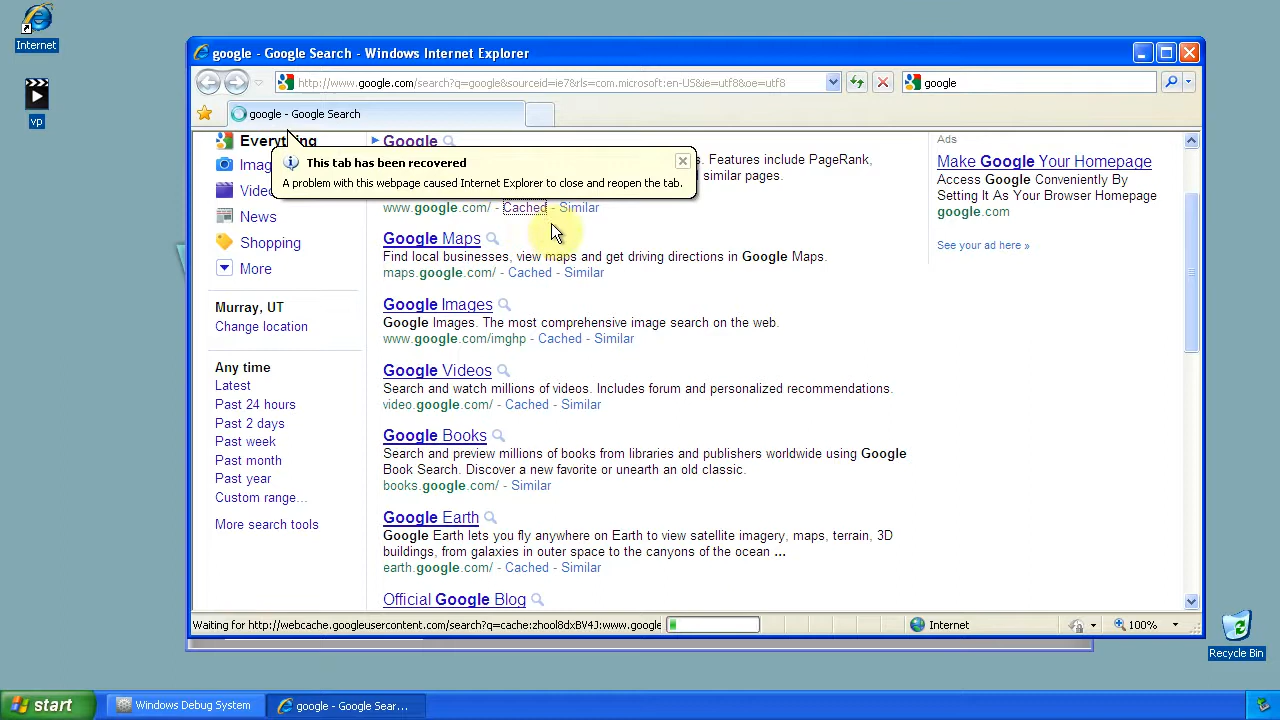 Internet
vp
google - Google Search - Windows Internet Explorer
http://www.google.com/search?q=google&sourceid=ie7&rls=com.microsoft:en-US&ie=utf8&oe=utf8
google
google - Google Search
Everything
Imag
Video
News
Shopping
More
Murray, UT
Change location
Any time
Latest
Past 24 hours
Past 2 days
Past week
Past month
Past year
Custom range...
More search tools
This tab has been recovered
A problem with this webpage caused Internet Explorer to close and reopen the tab.
Google
. Features include PageRank,
similar pages.
www.google.com/ - Cached - Similar
Google Maps
Find local businesses, view maps and get driving directions in Google Maps.
maps.google.com/ - Cached - Similar
Google Images
Google Images. The most comprehensive image search on the web.
www.google.com/imghp - Cached - Similar
Google Videos
Search and watch millions of videos. Includes forum and personalized recommendations.
video.google.com/ - Cached - Similar
Google Books
Search and preview millions of books from libraries and publishers worldwide using Google
Book Search. Discover a new favorite or unearth an old classic.
books.google.com/ - Similar
Google Earth
Google Earth lets you fly anywhere on Earth to view satellite imagery, maps, terrain, 3D
buildings, from galaxies in outer space to the canyons of the ocean ...
earth.google.com/ - Cached - Similar
Official Google Blog
Ads
Make Google Your Homepage
Access Google Conveniently By
Setting It As Your Browser Homepage
google.com
See your ad here »
Waiting for http://webcache.googleusercontent.com/search?q=cache:zhool8dxBV4J:www.google
Internet
100%
Recycle Bin
start
Windows Debug System
google - Google Sear...